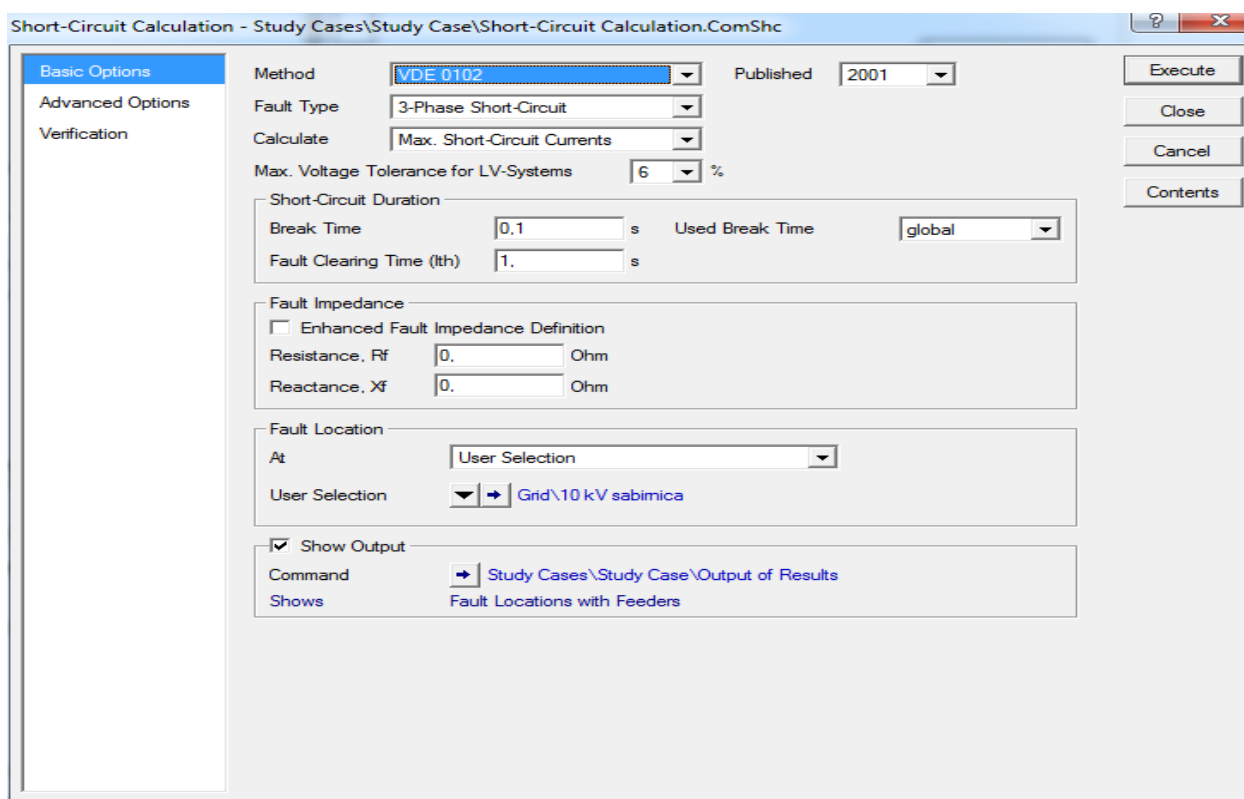 Short-Circuit Calculation - Study Cases\Study Case\Short-Circuit Calculation.ComShc
?
Basic Options
Advanced Options
Verification
Method VDE 0102 Published 2001
Fault Type 3-Phase Short-Circuit
Calculate Max. Short-Circuit Currents
Max. Voltage Tolerance for LV-Systems 6 %
Short-Circuit Duration
Break Time 0,1 s Used Break Time global
Fault Clearing Time (Ith) 1, s
Fault Impedance
Enhanced Fault Impedance Definition
Resistance, Rf 0, Ohm
Reactance, Xf 0, Ohm
Fault Location
At User Selection
User Selection Grid\10 kV sabimica
Show Output
Command Study Cases\Study Case\Output of Results
Shows Fault Locations with Feeders
Execute
Close
Cancel
Contents